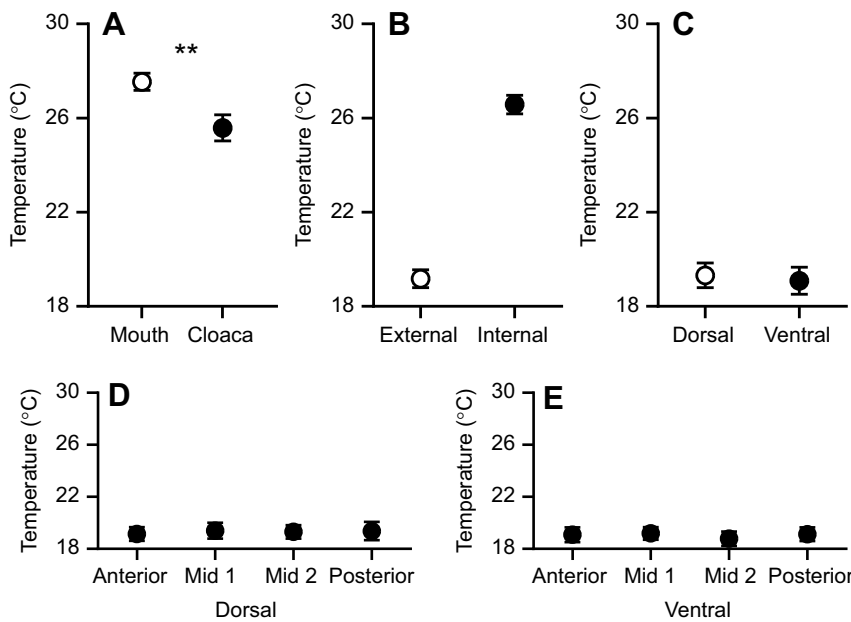 A
B
C
**
30
26
22
18
Temperature (°C)
Mouth Cloaca
30
26
22
18
Temperature (°C)
External Internal
30
26
22
18
Temperature (°C)
Dorsal Ventral
D
30
26
22
18
Temperature (°C)
Anterior Mid 1 Mid 2 Posterior
Dorsal
E
30
26
22
18
Temperature (°C)
Anterior Mid 1 Mid 2 Posterior
Ventral